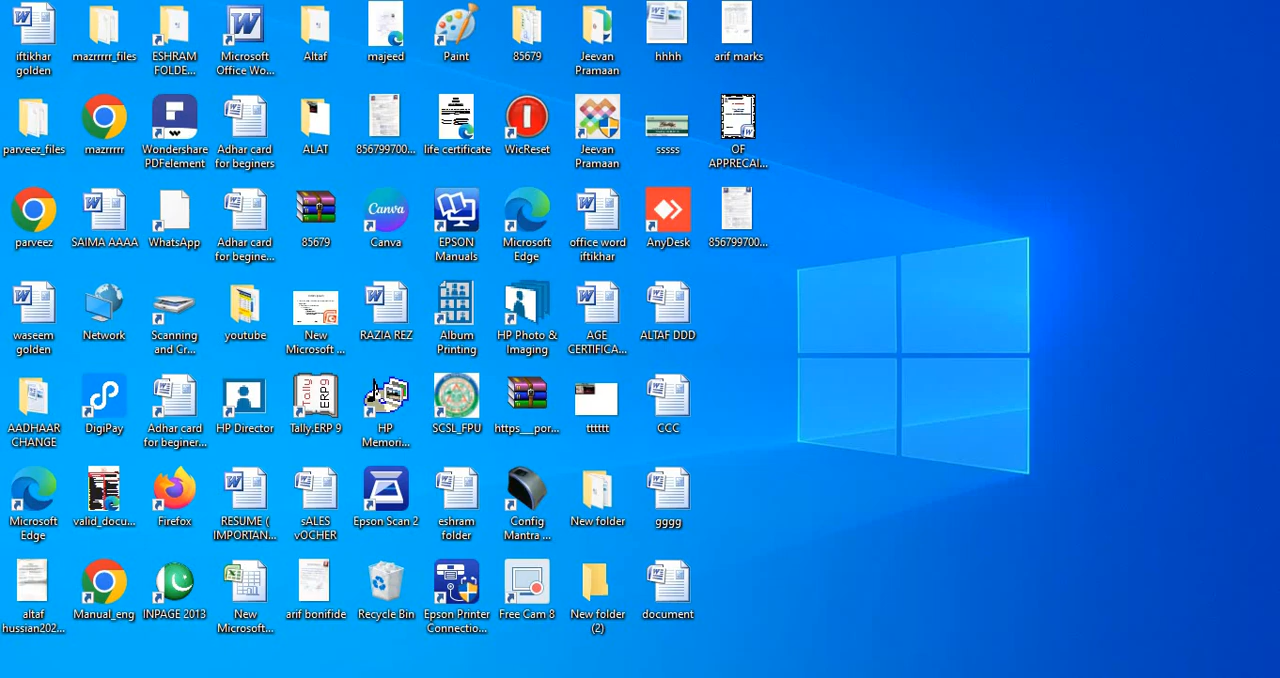 iftikhar
golden
mazrrrrr_files
ESHRAM
FOLDE...
Microsoft
Office Wo...
Altaf
majeed
Paint
85679
Jeevan
Pramaan
hhhh
arif marks
parveez_files
mazrrrrr
Wondershare
PDFelement
Adhar card
for beginers
ALAT
856799700...
life certificate
WicReset
Jeevan
Pramaan
sssss
OF
APPRECAI...
parveez
SAIMA AAAA
WhatsApp
Adhar card
for begine...
85679
Canva
Canva
EPSON
Manuals
Microsoft
Edge
office word
iftikhar
AnyDesk
856799700...
waseem
golden
Network
Scanning
and Cr...
youtube
New
Microsoft ...
RAZIA REZ
Album
Printing
HP Photo &
Imaging
AGE
CERTIFICA...
ALTAF DDD
AADHAAR
CHANGE
DigiPay
Adhar card
for beginer...
HP Director
Tally
ERP9
Tally.ERP 9
HP
Memori...
SCSL_FPU
https___por...
tttttt
CCC
Microsoft
Edge
valid_docu...
Firefox
RESUME (
IMPORTAN...
sALES
vOCHER
Epson Scan 2
eshram
folder
Config
Mantra ...
New folder
gggg
altaf
hussian202...
Manual_eng
INPAGE 2013
New
Microsoft...
arif bonifide
Recycle Bin
Epson Printer
Connectio...
Free Cam 8
New folder
(2)
document